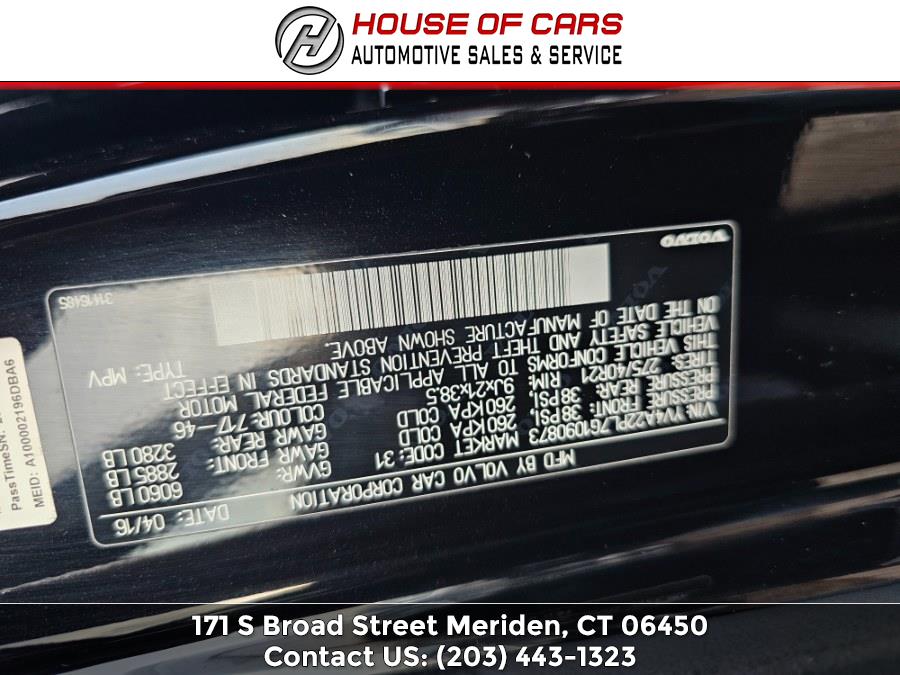 HOUSE OF CARS
AUTOMOTIVE SALES & SERVICE
MFD BY VOLVO CAR CORPORATION DATE: 04/16
VIN: YV4A22PL7G1090873 MARKET CODE: 31 GVWR: 6060 LB
PRESSURE FRONT: 38 PSI, 260 KPA COLD GAWR FRONT: 2885 LB
PRESSURE REAR: 38 PSI, 260 KPA COLD GAWR REAR: 3280 LB
TIRES: 275/40R21 RIM: 9Jx21x38.5 COLOUR: 717-46
THIS VEHICLE CONFORMS TO ALL APPLICABLE FEDERAL MOTOR
VEHICLE SAFETY AND THEFT PREVENTION STANDARDS IN EFFECT
ON THE DATE OF MANUFACTURE SHOWN ABOVE. TYPE: MPV
VOLVO 31416485
PassTimeSN:
MEID: A100002196DBA6
171 S Broad Street Meriden, CT 06450
Contact US: (203) 443-1323